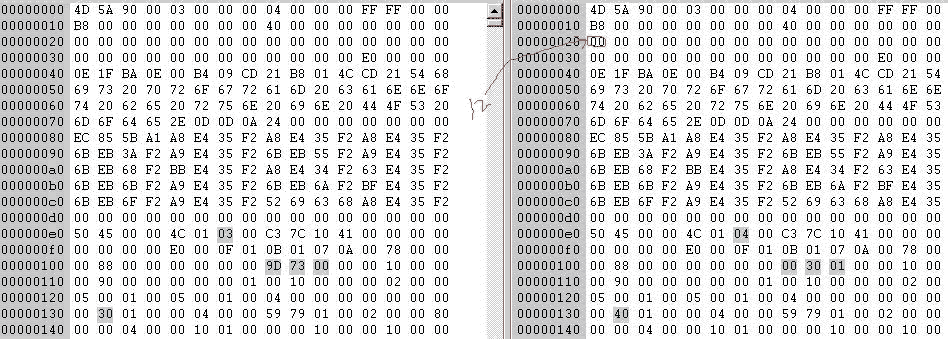 00000000 4D 5A 90 00 03 00 00 00 04 00 00 00 FF FF 00 00
00000010 B8 00 00 00 00 00 00 00 40 00 00 00 00 00 00 00
00000020 00 00 00 00 00 00 00 00 00 00 00 00 00 00 00 00
00000030 00 00 00 00 00 00 00 00 00 00 00 00 E0 00 00 00
00000040 0E 1F BA 0E 00 B4 09 CD 21 B8 01 4C CD 21 54 68
00000050 69 73 20 70 72 6F 67 72 61 6D 20 63 61 6E 6E 6F
00000060 74 20 62 65 20 72 75 6E 20 69 6E 20 44 4F 53 20
00000070 6D 6F 64 65 2E 0D 0D 0A 24 00 00 00 00 00 00 00
00000080 EC 85 5B A1 A8 E4 35 F2 A8 E4 35 F2 A8 E4 35 F2
00000090 6B EB 3A F2 A9 E4 35 F2 6B EB 55 F2 A9 E4 35 F2
000000a0 6B EB 68 F2 BB E4 35 F2 A8 E4 34 F2 63 E4 35 F2
000000b0 6B EB 6B F2 A9 E4 35 F2 6B EB 6A F2 BF E4 35 F2
000000c0 6B EB 6F F2 A9 E4 35 F2 52 69 63 68 A8 E4 35 F2
000000d0 00 00 00 00 00 00 00 00 00 00 00 00 00 00 00 00
000000e0 50 45 00 00 4C 01 03 00 C3 7C 10 41 00 00 00 00
000000f0 00 00 00 00 E0 00 0F 01 0B 01 07 0A 00 78 00 00
00000100 00 88 00 00 00 00 00 00 9D 73 00 00 00 10 00 00
00000110 00 90 00 00 00 00 00 01 00 10 00 00 00 02 00 00
00000120 05 00 01 00 05 00 01 00 04 00 00 00 00 00 00 00
00000130 00 30 01 00 00 04 00 00 59 79 01 00 02 00 00 80
00000140 00 00 04 00 00 10 01 00 00 00 10 00 00 10 00 00
12
00000000 4D 5A 90 00 03 00 00 00 04 00 00 00 FF FF 00
00000010 B8 00 00 00 00 00 00 00 40 00 00 00 00 00 00
00000020 00 00 00 00 00 00 00 00 00 00 00 00 00 00 00
00000030 00 00 00 00 00 00 00 00 00 00 00 00 E0 00 00
00000040 0E 1F BA 0E 00 B4 09 CD 21 B8 01 4C CD 21 54
00000050 69 73 20 70 72 6F 67 72 61 6D 20 63 61 6E 6E
00000060 74 20 62 65 20 72 75 6E 20 69 6E 20 44 4F 53
00000070 6D 6F 64 65 2E 0D 0D 0A 24 00 00 00 00 00 00
00000080 EC 85 5B A1 A8 E4 35 F2 A8 E4 35 F2 A8 E4 35
00000090 6B EB 3A F2 A9 E4 35 F2 6B EB 55 F2 A9 E4 35
000000a0 6B EB 68 F2 BB E4 35 F2 A8 E4 34 F2 63 E4 35
000000b0 6B EB 6B F2 A9 E4 35 F2 6B EB 6A F2 BF E4 35
000000c0 6B EB 6F F2 A9 E4 35 F2 52 69 63 68 A8 E4 35
000000d0 00 00 00 00 00 00 00 00 00 00 00 00 00 00 00
000000e0 50 45 00 00 4C 01 04 00 C3 7C 10 41 00 00 00
000000f0 00 00 00 00 E0 00 0F 01 0B 01 07 0A 00 78 00
00000100 00 88 00 00 00 00 00 00 00 30 01 00 00 10 00
00000110 00 90 00 00 00 00 00 01 00 10 00 00 00 02 00
00000120 05 00 01 00 05 00 01 00 04 00 00 00 00 00 00
00000130 00 40 01 00 00 04 00 00 59 79 01 00 02 00 00
00000140 00 00 04 00 00 10 01 00 00 00 10 00 00 10 00